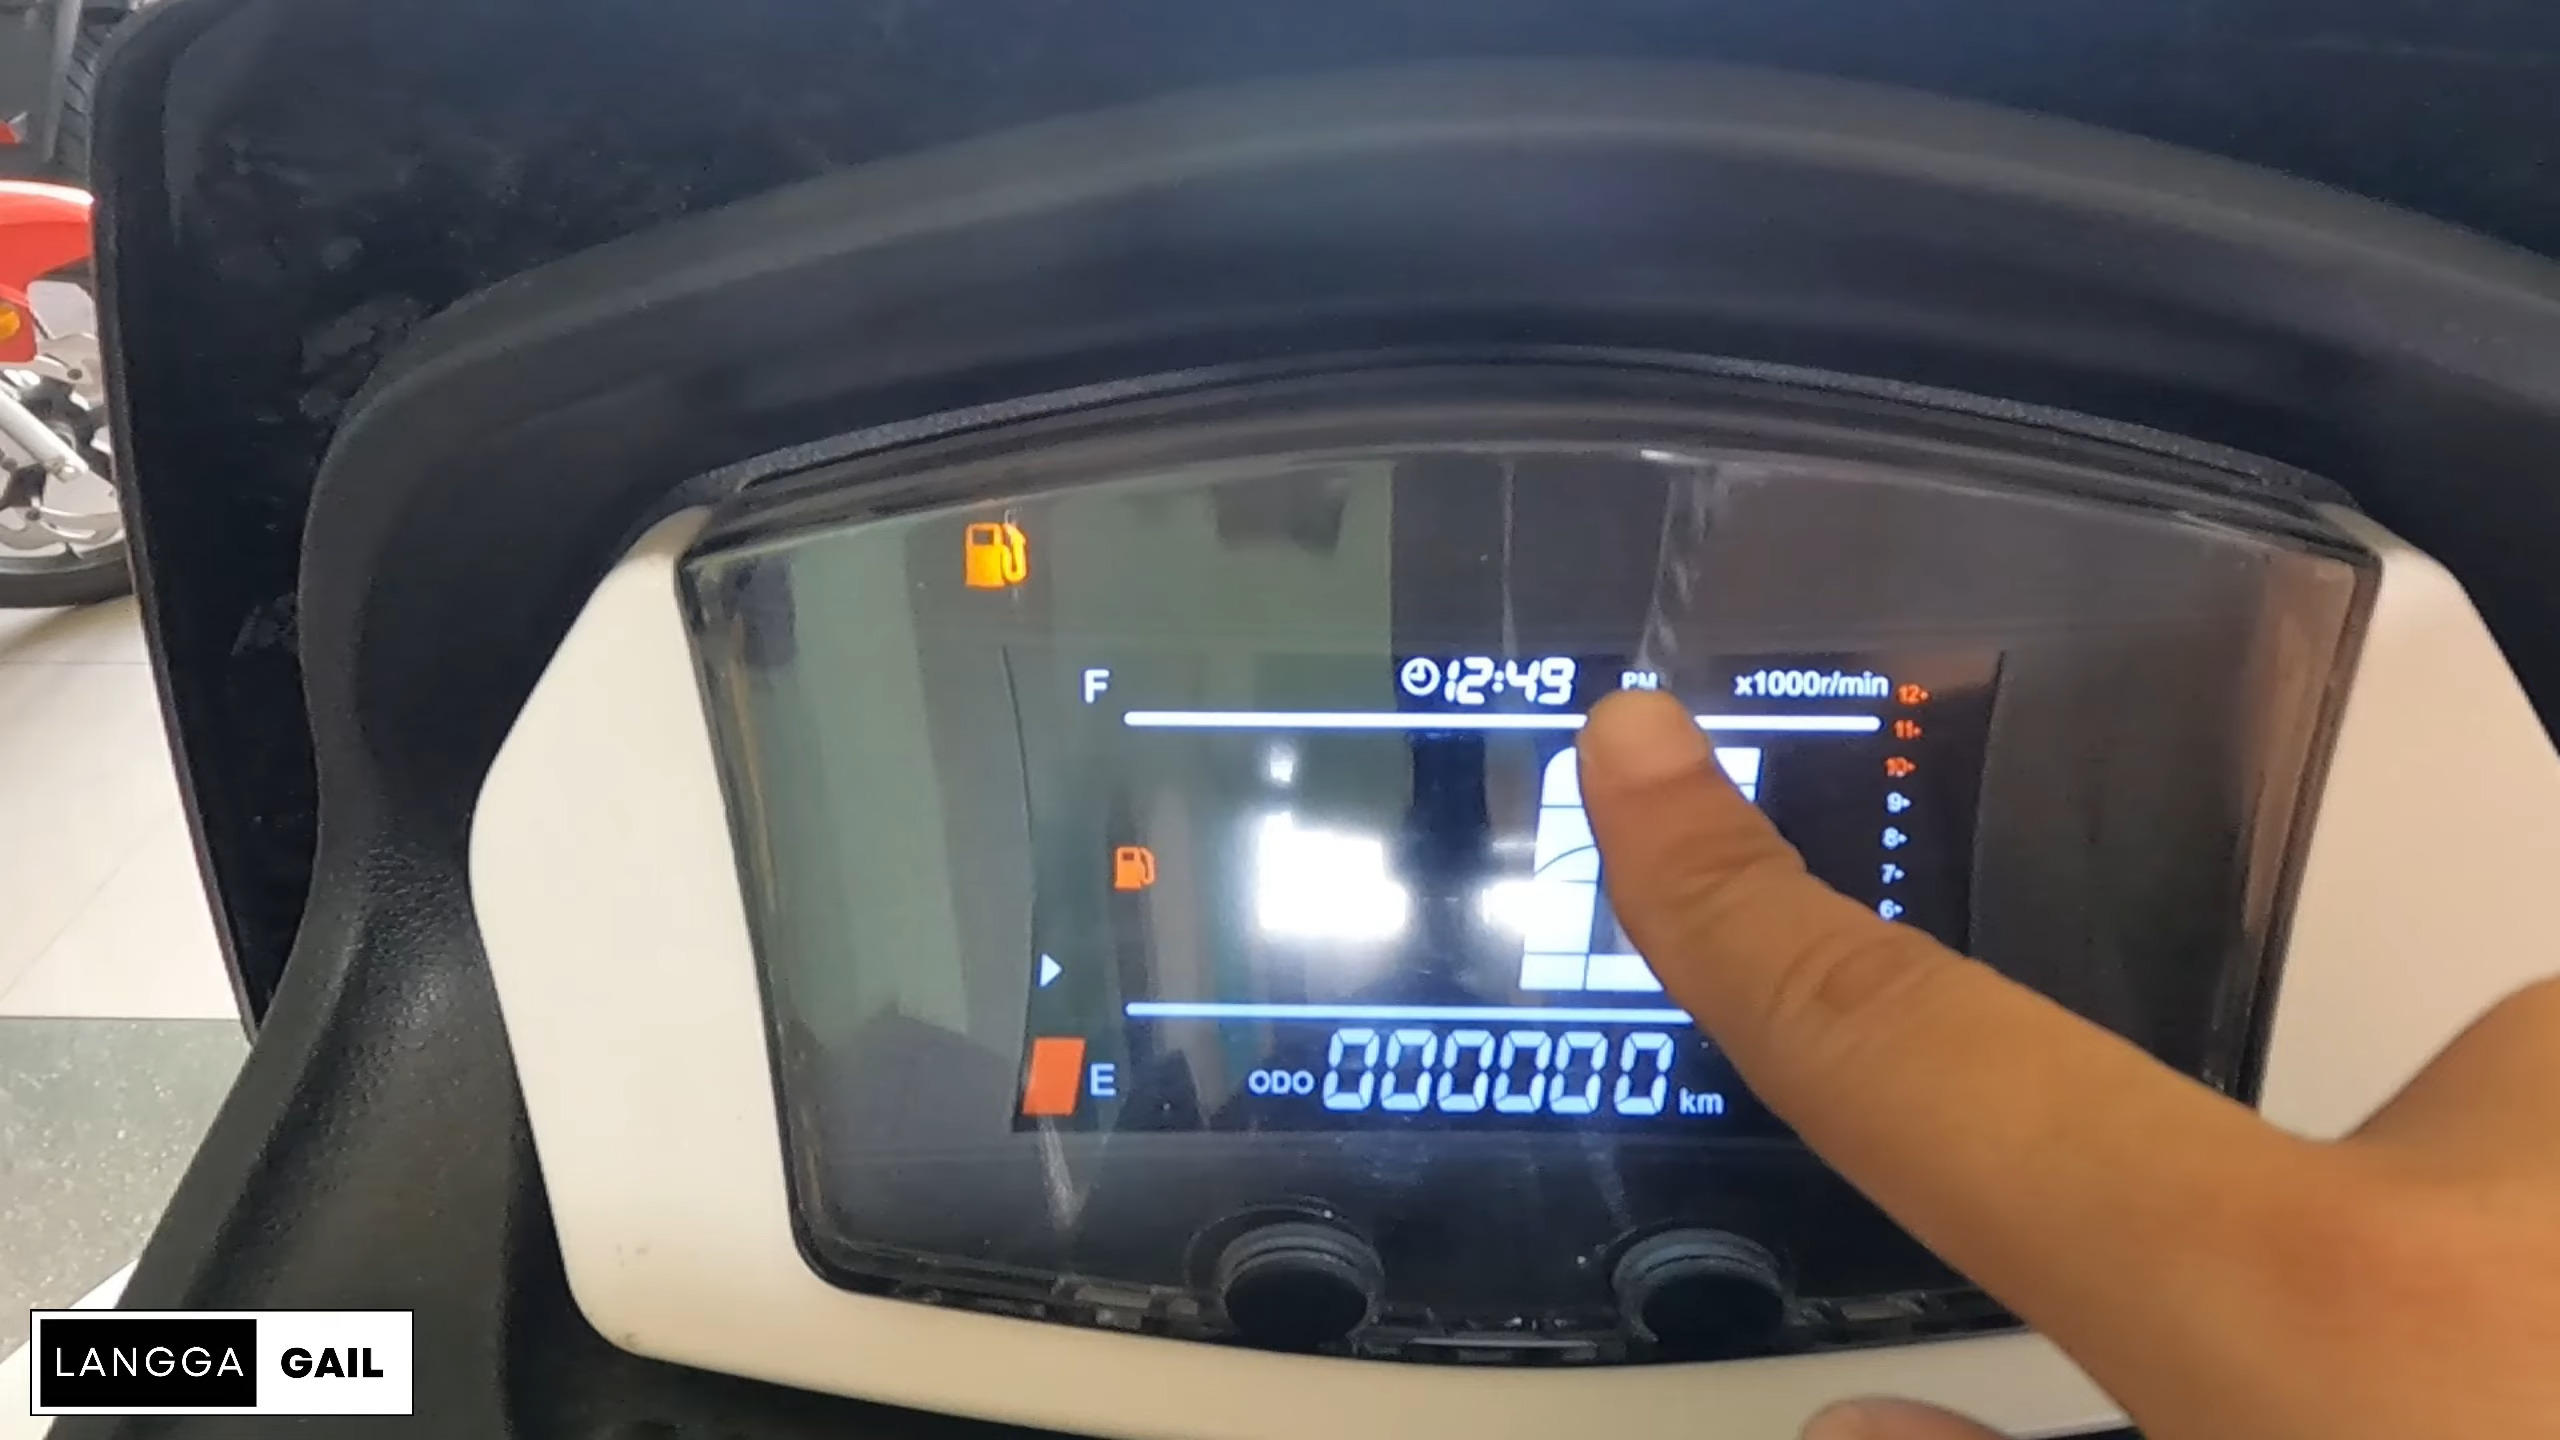 F
12:49 PM
x1000r/min
12
11
10
9
8
7
6
E
ODO 000000 km
LANGGA GAIL